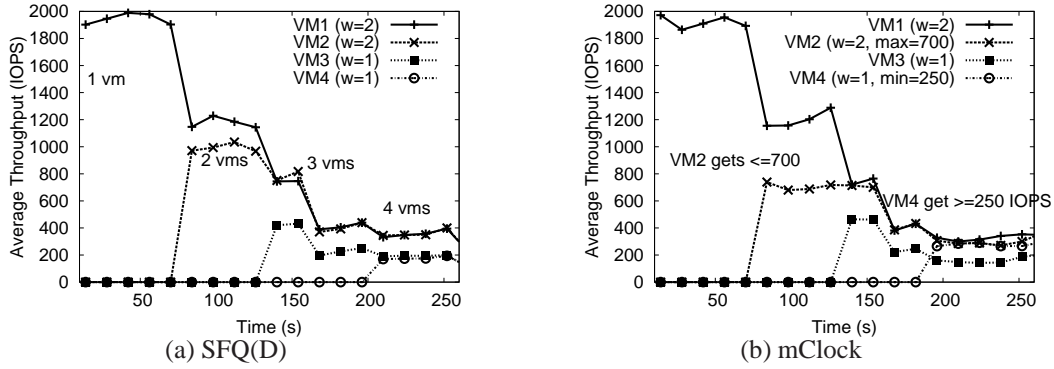 2000
1800
1600
1400
1200
1000
800
600
400
200
0
Average Throughput (IOPS)
VM1 (w=2)
VM2 (w=2)
VM3 (w=1)
VM4 (w=1)
1 vm
2 vms
3 vms
4 vms
50 100 150 200 250
Time (s)
(a) SFQ(D)
2000
1800
1600
1400
1200
1000
800
600
400
200
0
Average Throughput (IOPS)
VM1 (w=2)
VM2 (w=2, max=700)
VM3 (w=1)
VM4 (w=1, min=250)
VM2 gets <=700
VM4 get >=250 IOPS
50 100 150 200 250
Time (s)
(b) mClock